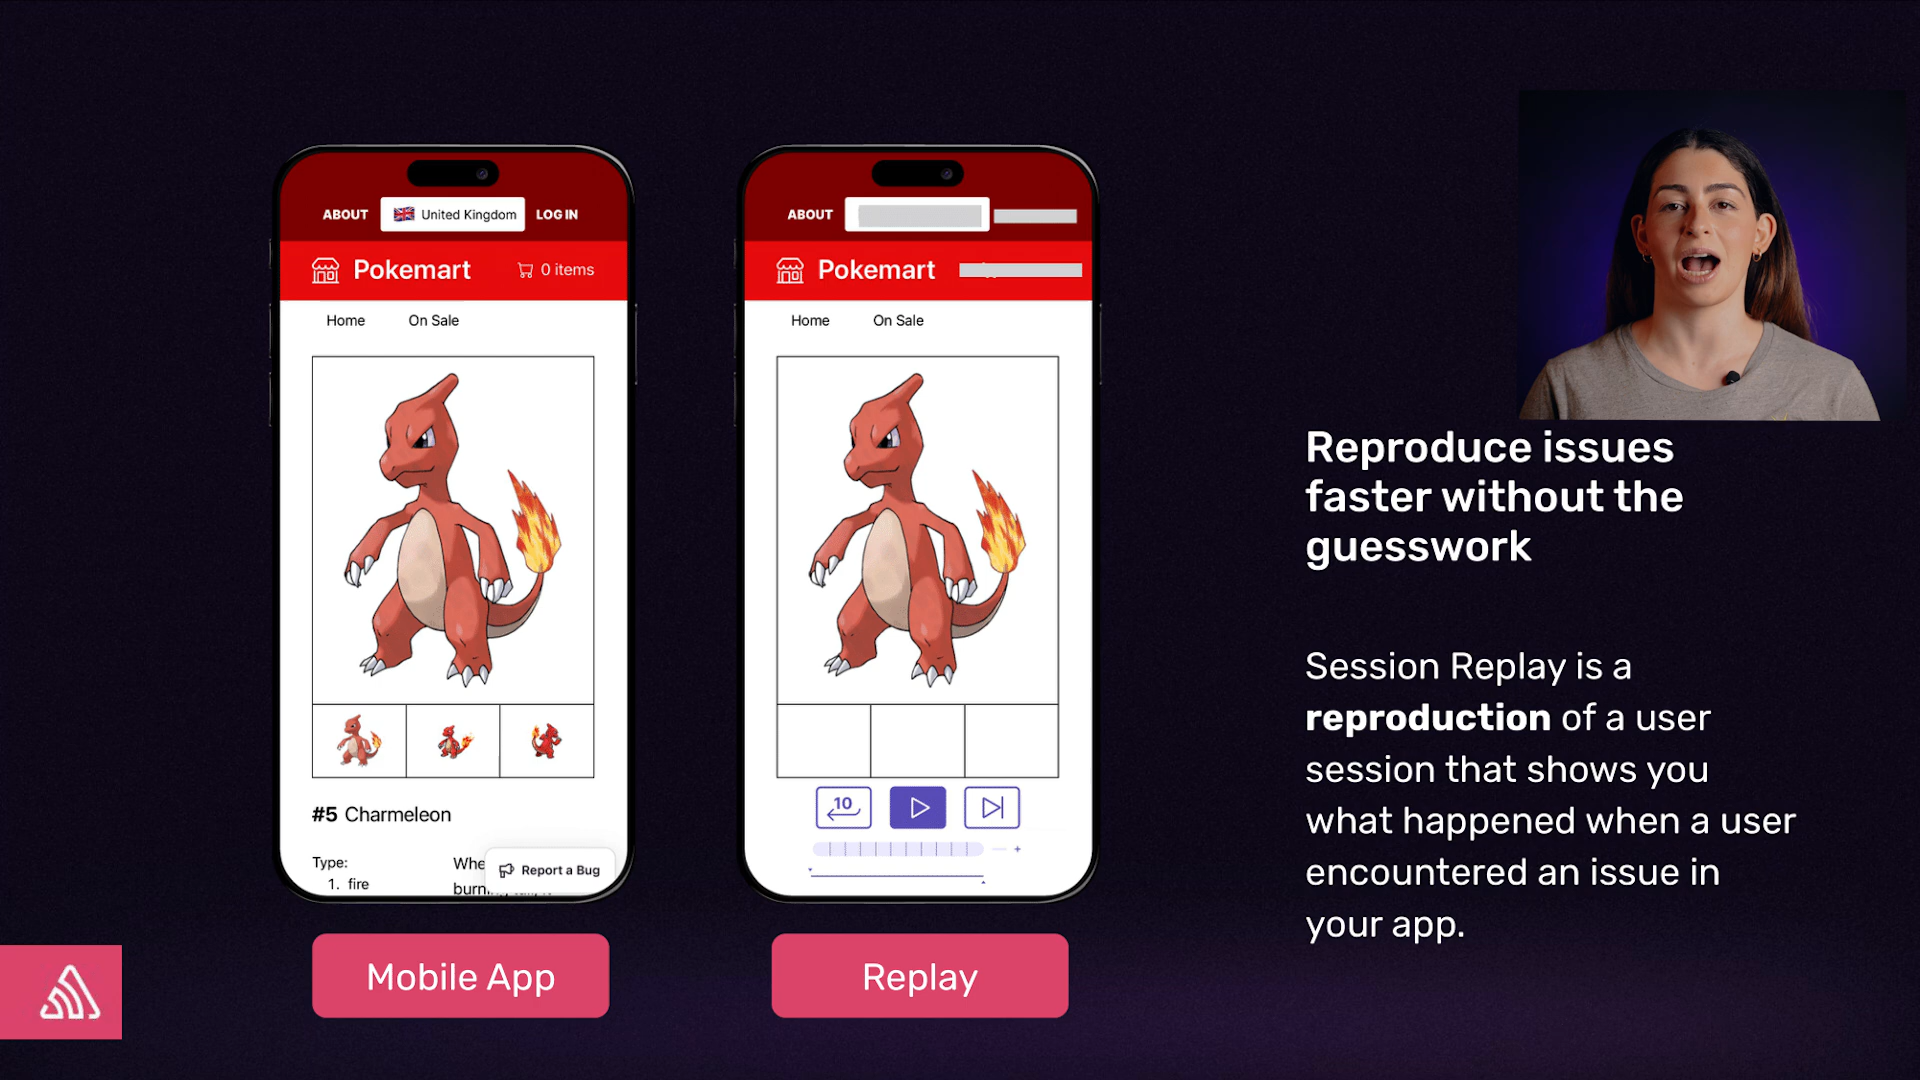 ABOUT
United Kingdom
LOG IN
Pokemart
0 items
Home
On Sale
#5 Charmeleon
Type:
1. fire
Whe
burn
Report a Bug
Mobile App
ABOUT
Pokemart
Home
On Sale
10
Replay
Reproduce issues
faster without the
guesswork
Session Replay is a
reproduction of a user
session that shows you
what happened when a user
encountered an issue in
your app.